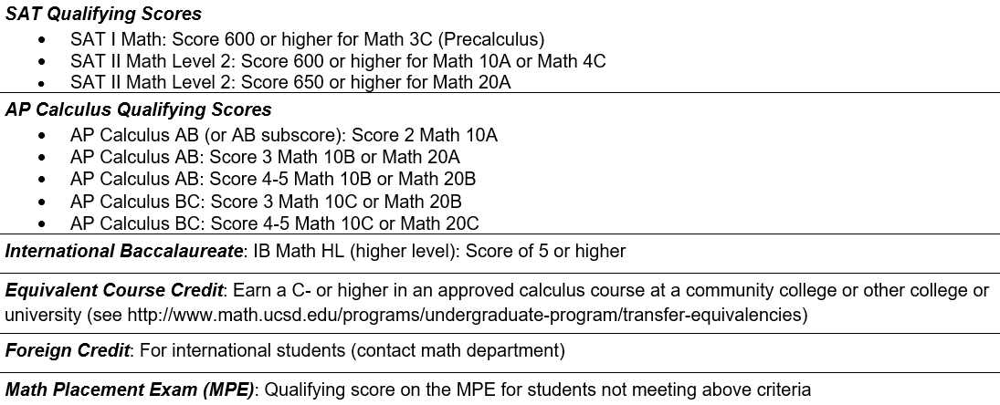 SAT Qualifying Scores
• SAT I Math: Score 600 or higher for Math 3C (Precalculus)
• SAT II Math Level 2: Score 600 or higher for Math 10A or Math 4C
• SAT II Math Level 2: Score 650 or higher for Math 20A
AP Calculus Qualifying Scores
• AP Calculus AB (or AB subscore): Score 2 Math 10A
• AP Calculus AB: Score 3 Math 10B or Math 20A
• AP Calculus AB: Score 4-5 Math 10B or Math 20B
• AP Calculus BC: Score 3 Math 10C or Math 20B
• AP Calculus BC: Score 4-5 Math 10C or Math 20C
International Baccalaureate: IB Math HL (higher level): Score of 5 or higher
Equivalent Course Credit: Earn a C- or higher in an approved calculus course at a community college or other college or
university (see http://www.math.ucsd.edu/programs/undergraduate-program/transfer-equivalencies)
Foreign Credit: For international students (contact math department)
Math Placement Exam (MPE): Qualifying score on the MPE for students not meeting above criteria